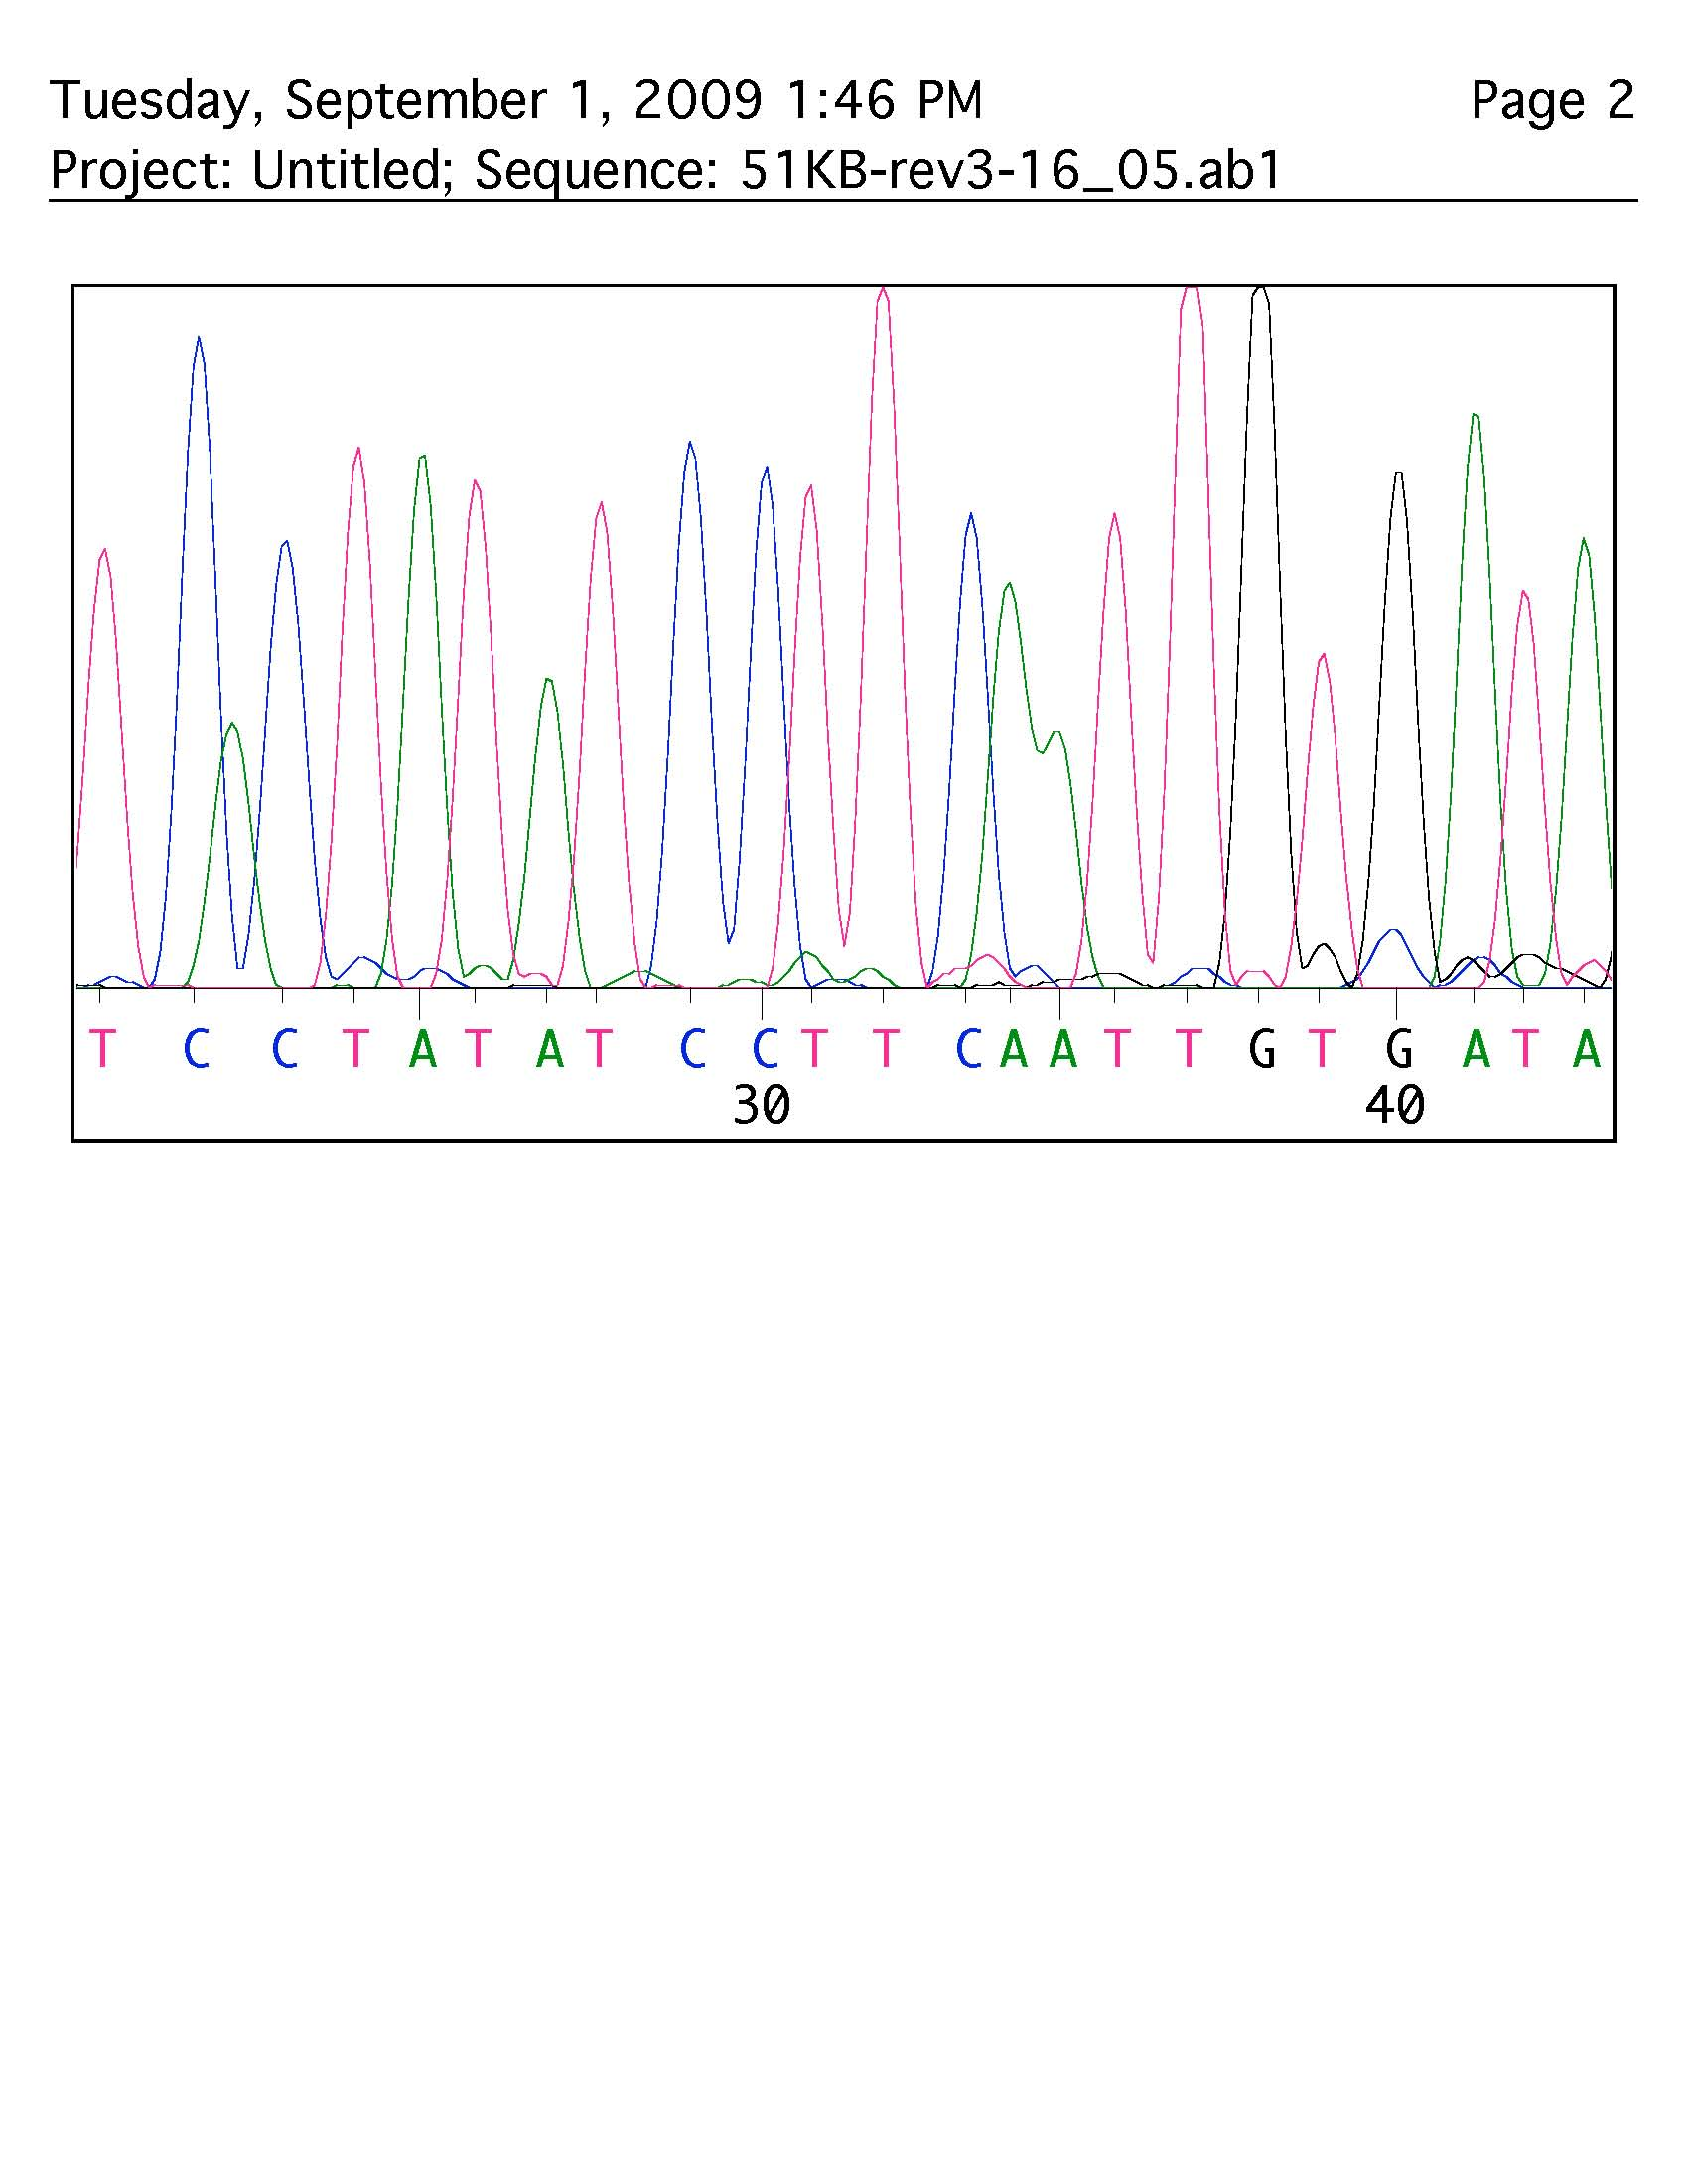 Tuesday, September 1, 2009 1:46 PM Page 2
Project: Untitled; Sequence: 51KB-rev3-16_05.ab1
T C C T A T A T C C T T C A A T T G T G A T A
30 40